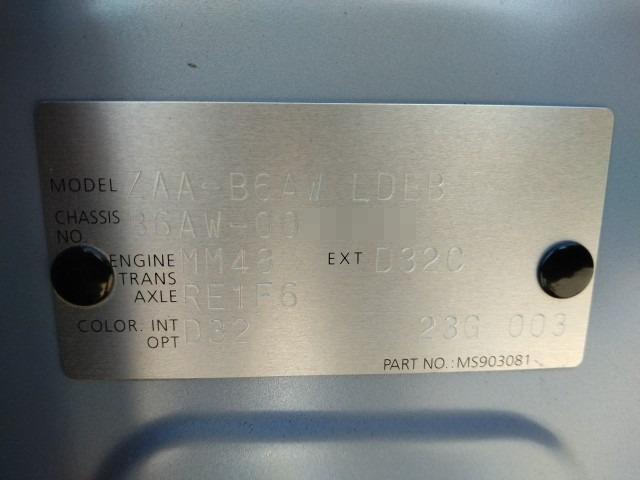 MODEL ZAA-B6AW LDBB
CHASSIS NO. B6AW-00
ENGINE MM48 EXT D32C
TRANS AXLE RE1F6
COLOR. INT OPT D32 23G 003
PART NO.:MS903081